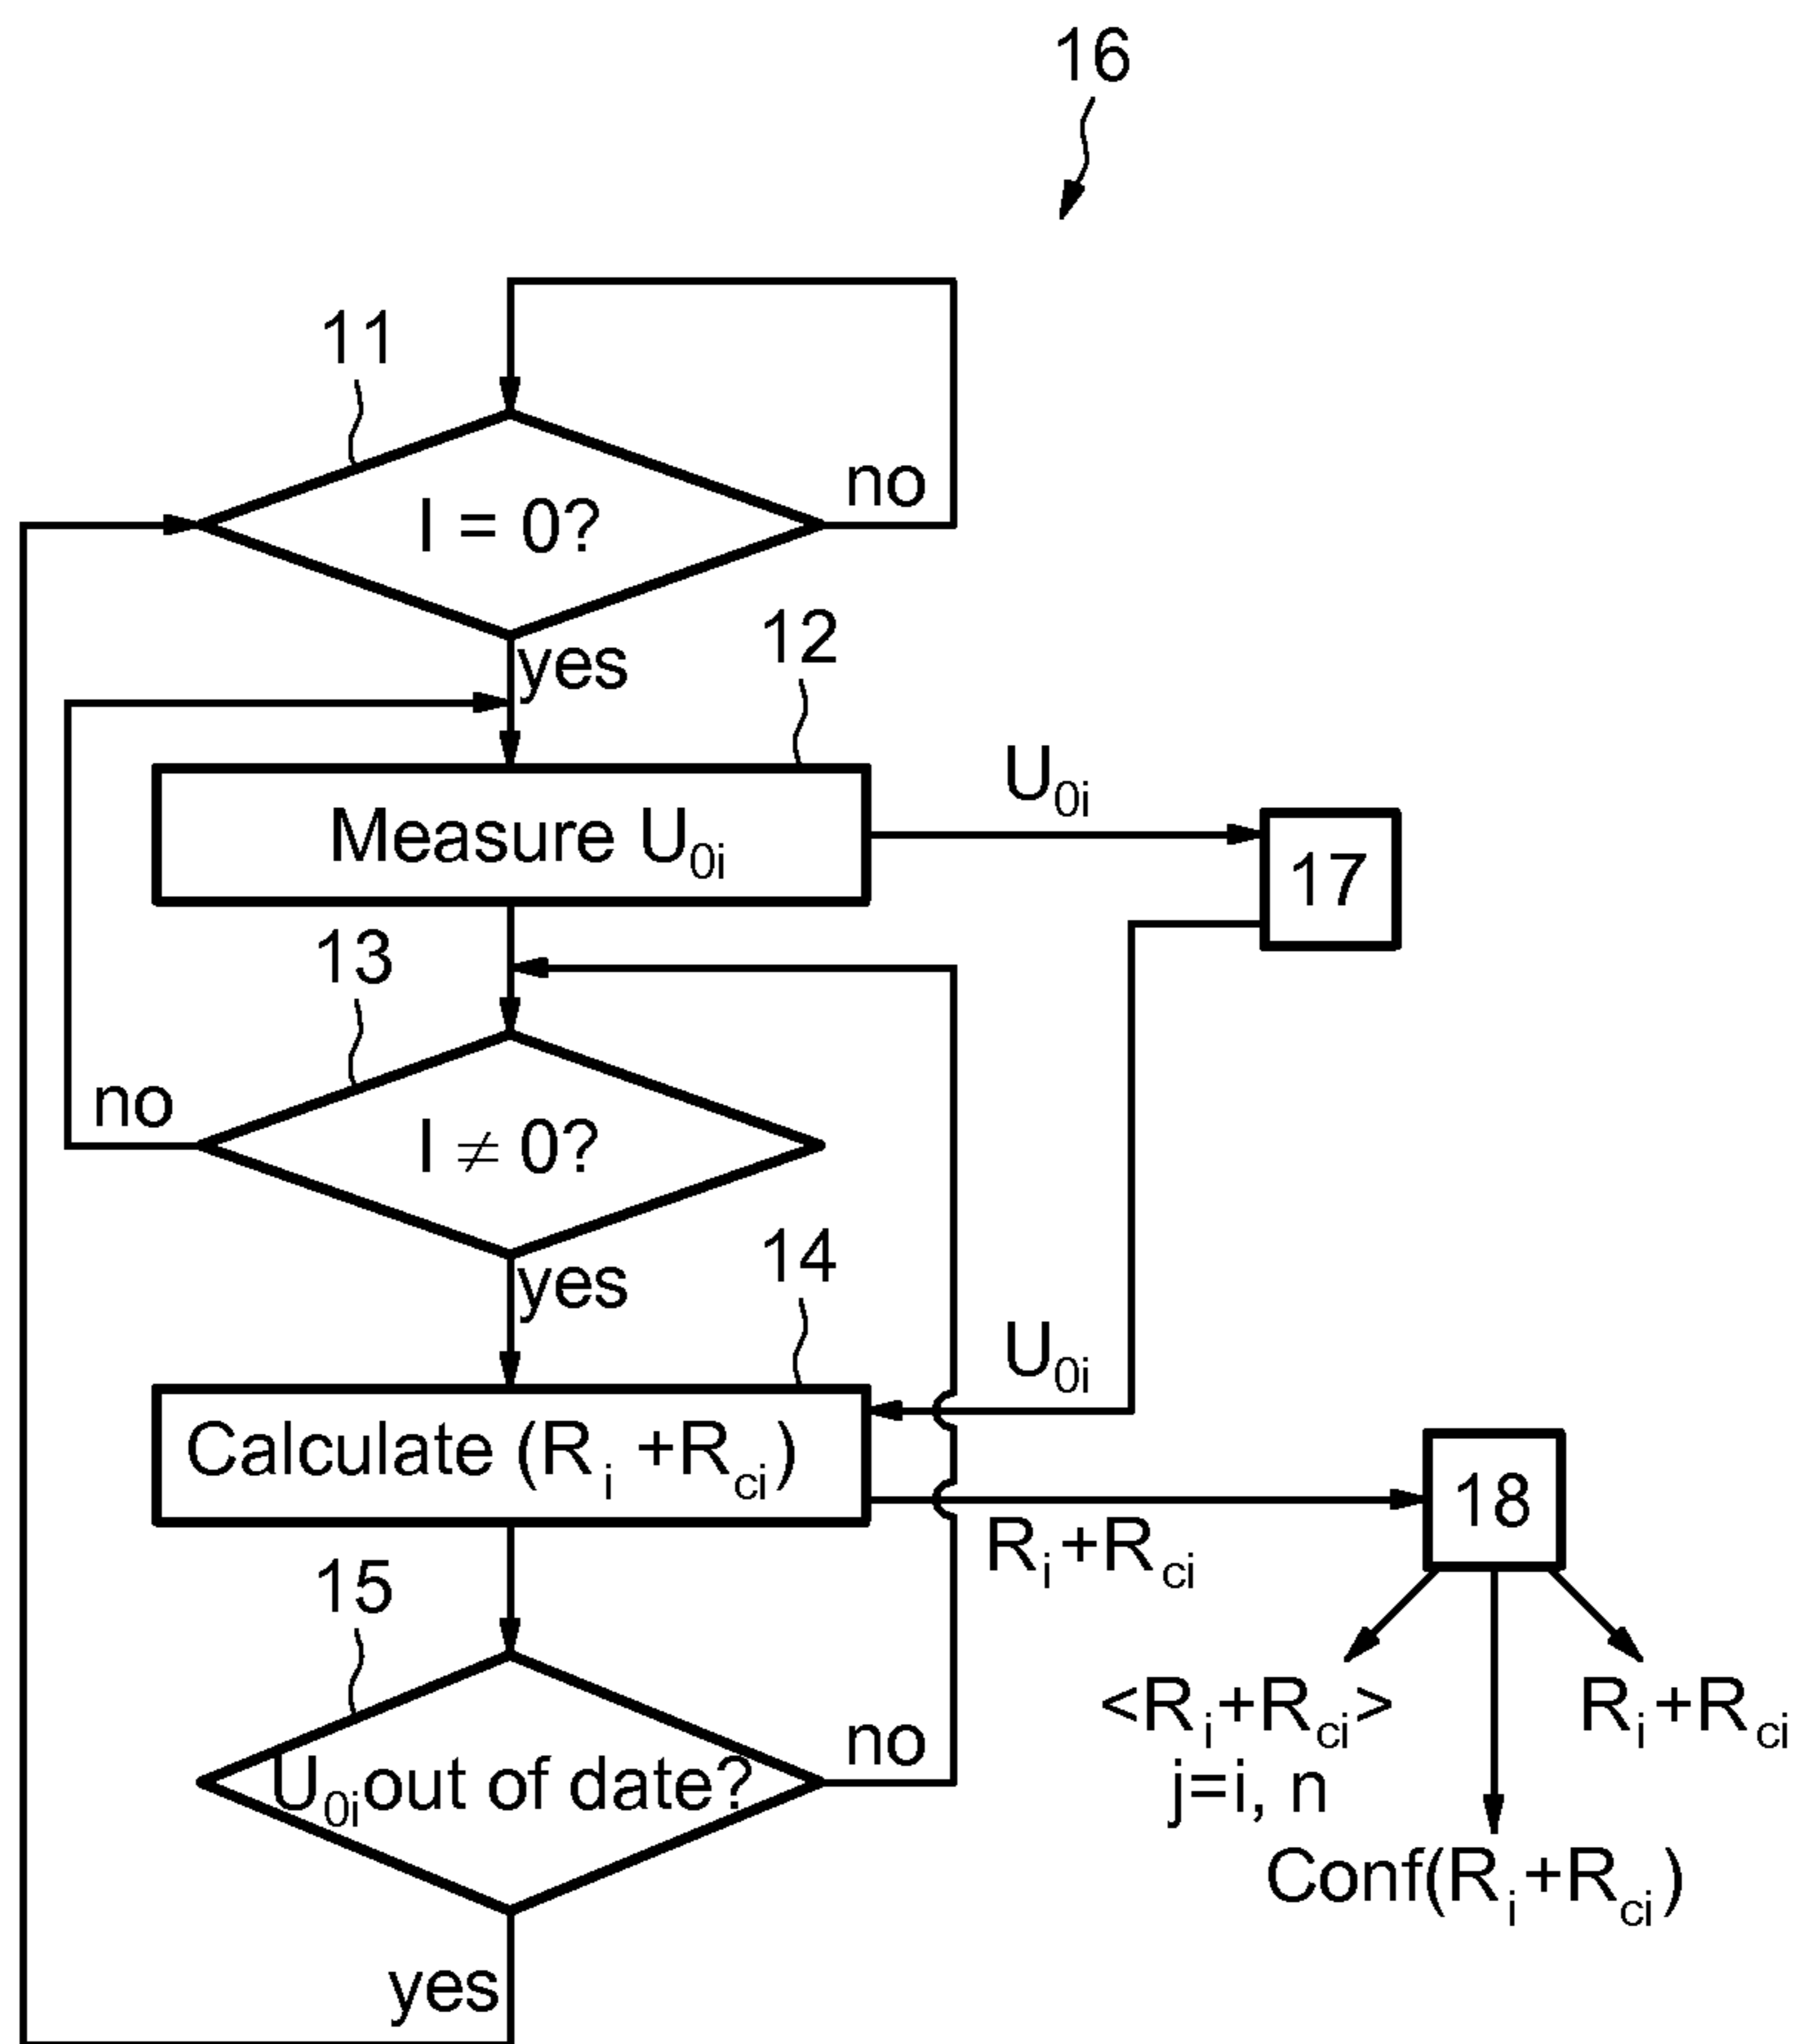 16
11
I = 0?
no
yes
12
Measure U0i
U0i
17
13
I ≠ 0?
no
yes
14
U0i
Calculate (Ri +Rci)
Ri+Rci
18
15
U0i out of date?
no
yes
<Ri+Rci>
j=i, n
Conf(Ri+Rci)
Ri+Rci